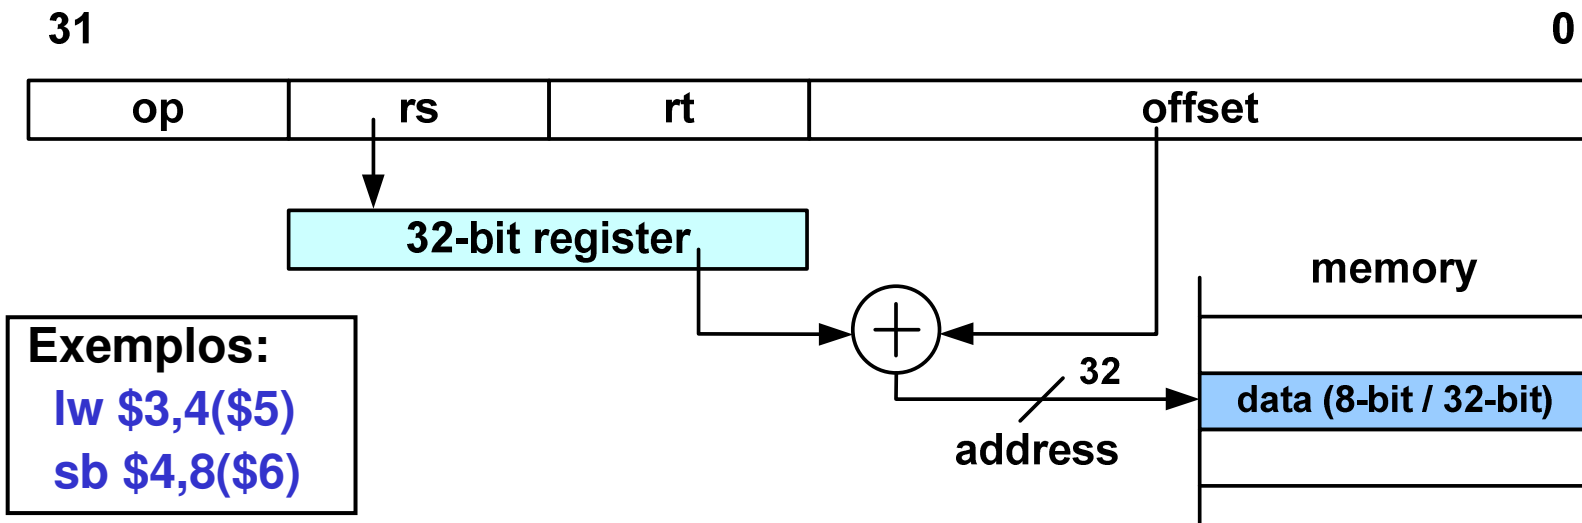 31 0
op rs rt offset
32-bit register
memory
Exemplos:
lw $3,4($5)
sb $4,8($6)
32
data (8-bit / 32-bit)
address